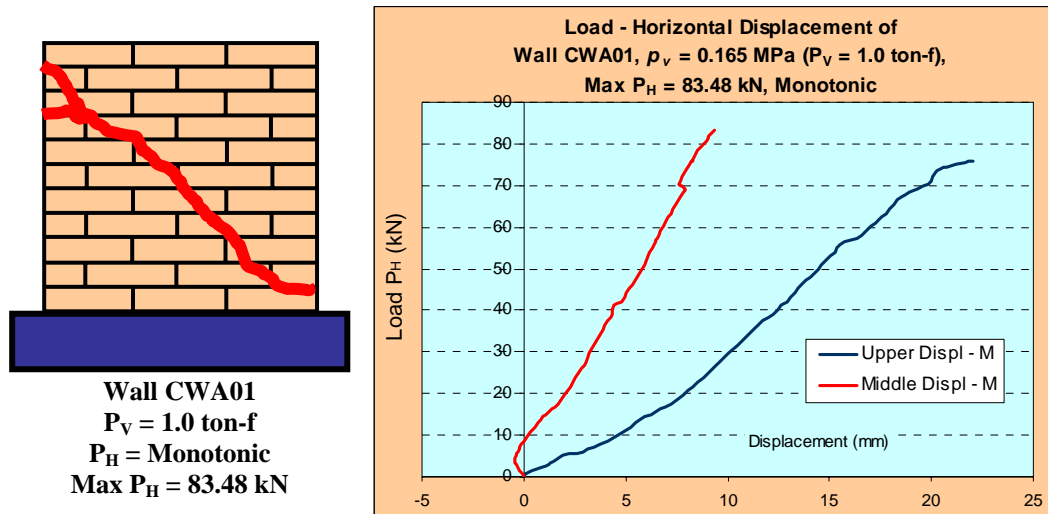 Wall CWA01
P_V = 1.0 ton-f
P_H = Monotonic
Max P_H = 83.48 kN
Load - Horizontal Displacement of
Wall CWA01, p_v = 0.165 MPa (P_V = 1.0 ton-f),
Max P_H = 83.48 kN, Monotonic
Load P_H (kN)
90
80
70
60
50
40
30
20
10
0
Upper Displ - M
Middle Displ - M
Displacement (mm)
-5 0 5 10 15 20 25